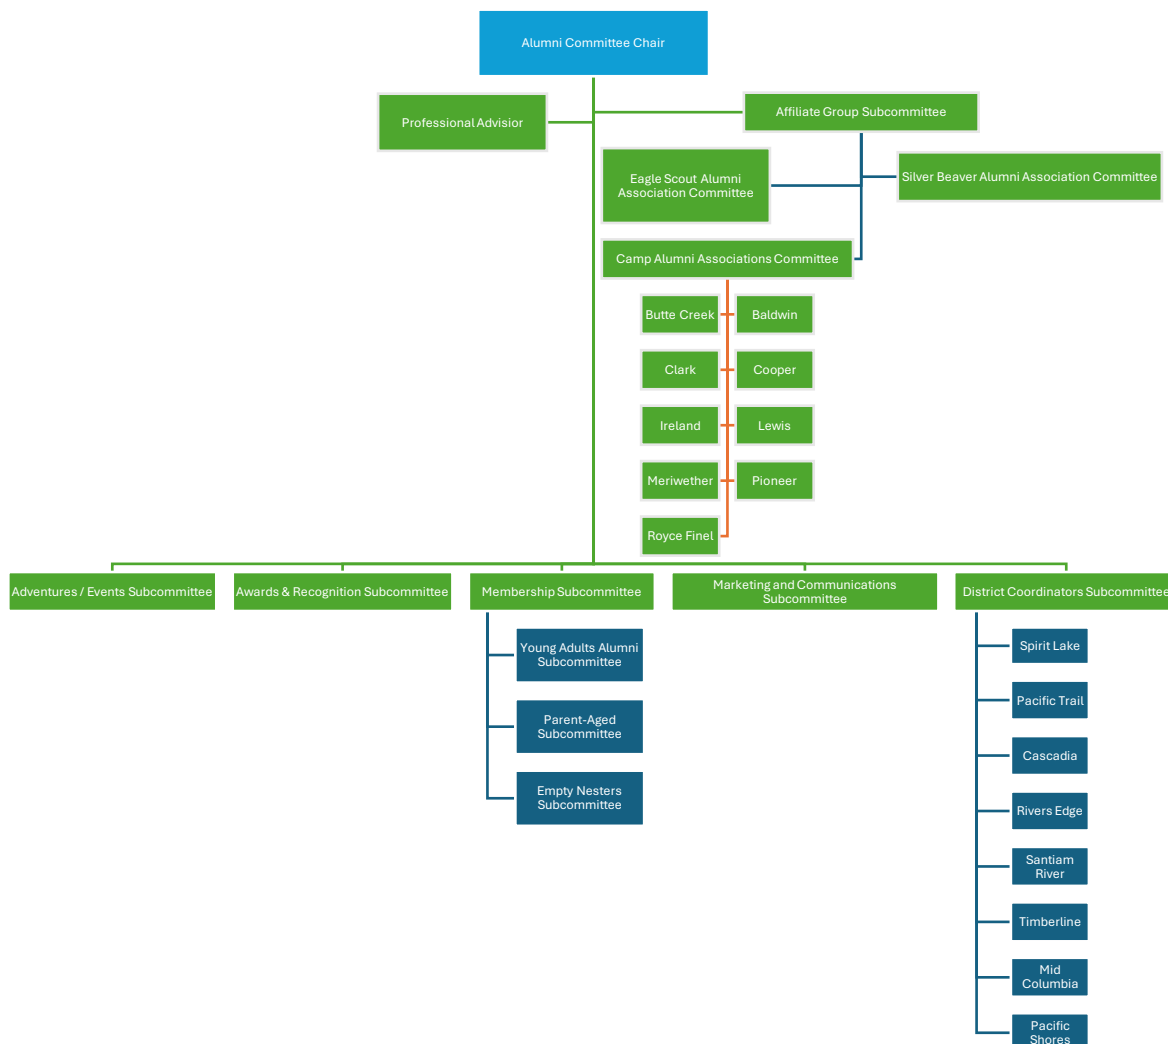 Alumni Committee Chair
Professional Advisior
Affiliate Group Subcommittee
Eagle Scout Alumni
Association Committee
Silver Beaver Alumni Association Committee
Camp Alumni Associations Committee
Butte Creek
Baldwin
Clark
Cooper
Ireland
Lewis
Meriwether
Pioneer
Royce Finel
Adventures / Events Subcommittee
Awards & Recognition Subcommittee
Membership Subcommittee
Marketing and Communications
Subcommittee
District Coordinators Subcommittee
Young Adults Alumni
Subcommittee
Parent-Aged
Subcommittee
Empty Nesters
Subcommittee
Spirit Lake
Pacific Trail
Cascadia
Rivers Edge
Santiam
River
Timberline
Mid
Columbia
Pacific
Shores